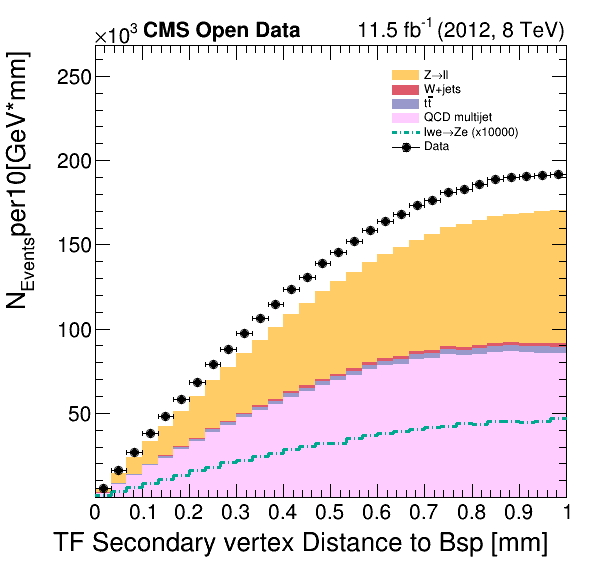 ×10³ CMS Open Data 11.5 fb⁻¹ (2012, 8 TeV)
N_Events per10[GeV*mm]
250
200
150
100
50
Z→ll
W+jets
tt̄
QCD multijet
lwe→Ze (x10000)
Data
0 0.1 0.2 0.3 0.4 0.5 0.6 0.7 0.8 0.9 1
TF Secondary vertex Distance to Bsp [mm]